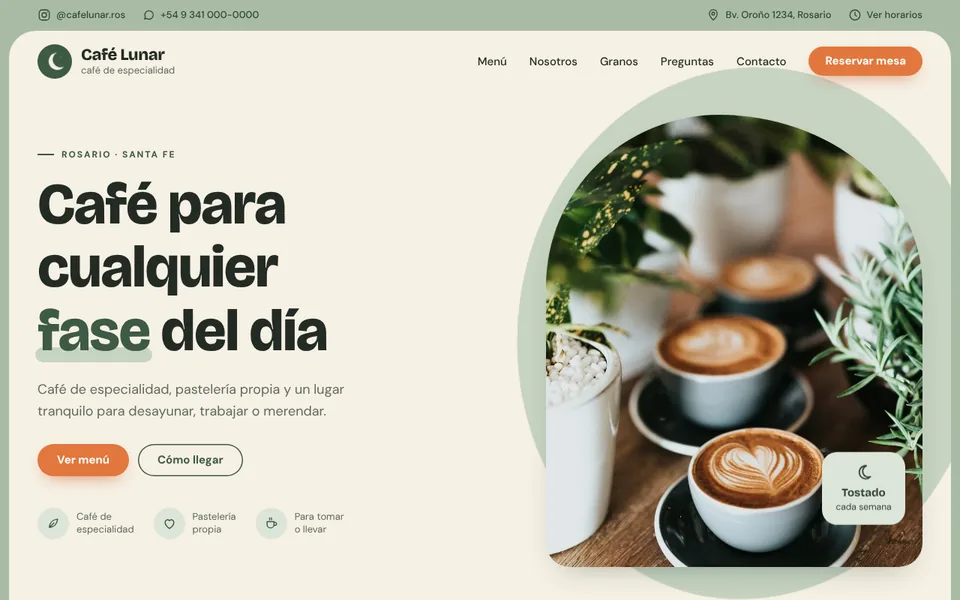 @cafelunar.ros
+54 9 341 000-0000
Bv. Oroño 1234, Rosario
Ver horarios
Café Lunar
café de especialidad
Menú
Nosotros
Granos
Preguntas
Contacto
Reservar mesa
ROSARIO · SANTA FE
Café para
cualquier
fase del día
Café de especialidad, pastelería propia y un lugar
tranquilo para desayunar, trabajar o merendar.
Ver menú
Cómo llegar
Café de
especialidad
Pastelería
propia
Para tomar
o llevar
Tostado
cada semana